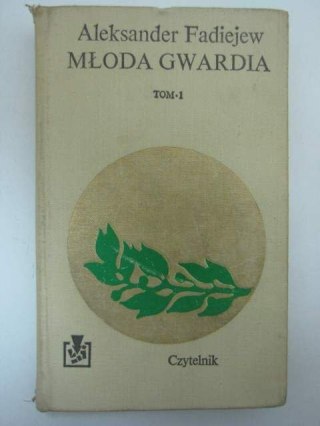 Aleksander Fadiejew
MŁODA GWARDIA
TOM·1
Czytelnik